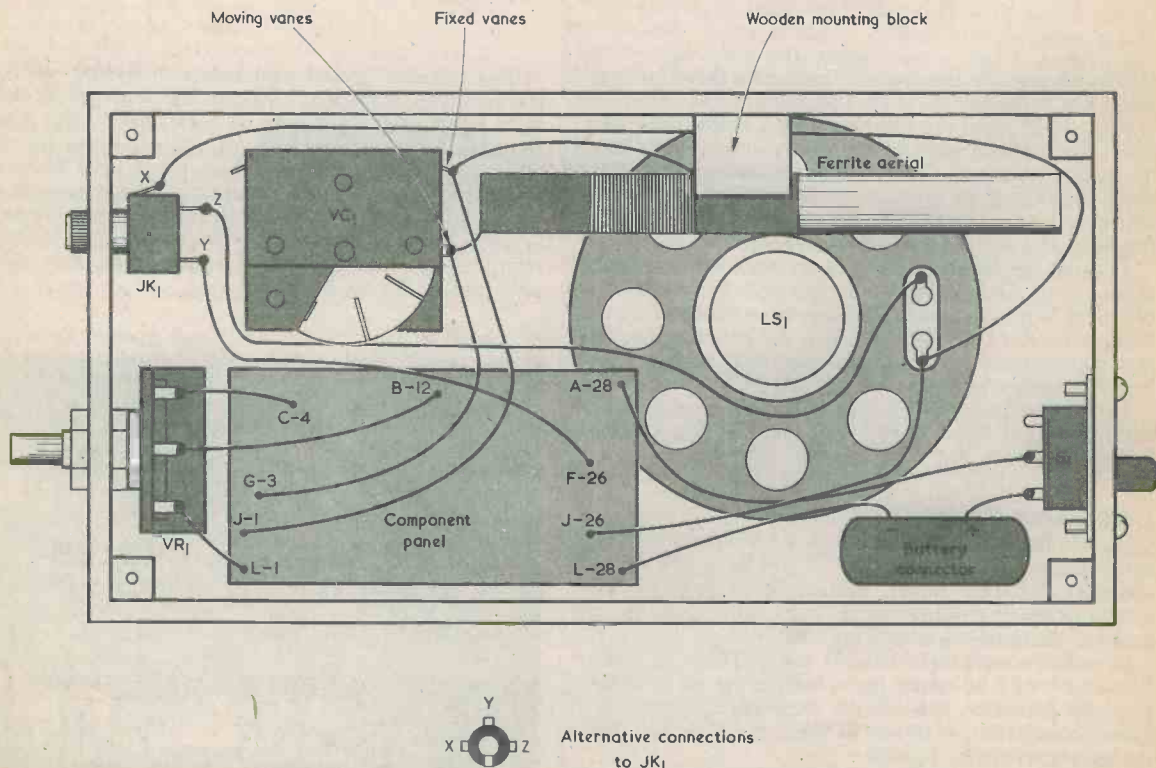 Moving vanes
Fixed vanes
Wooden mounting block
Ferrite aerial
X
Z
Y
JK1
VC1
LS1
B-12
A-28
C-4
G-3
F-26
J-1
Component
panel
J-26
VR1
L-1
L-28
Battery
connector
S1
Y
X
Z
Alternative connections
to JK1